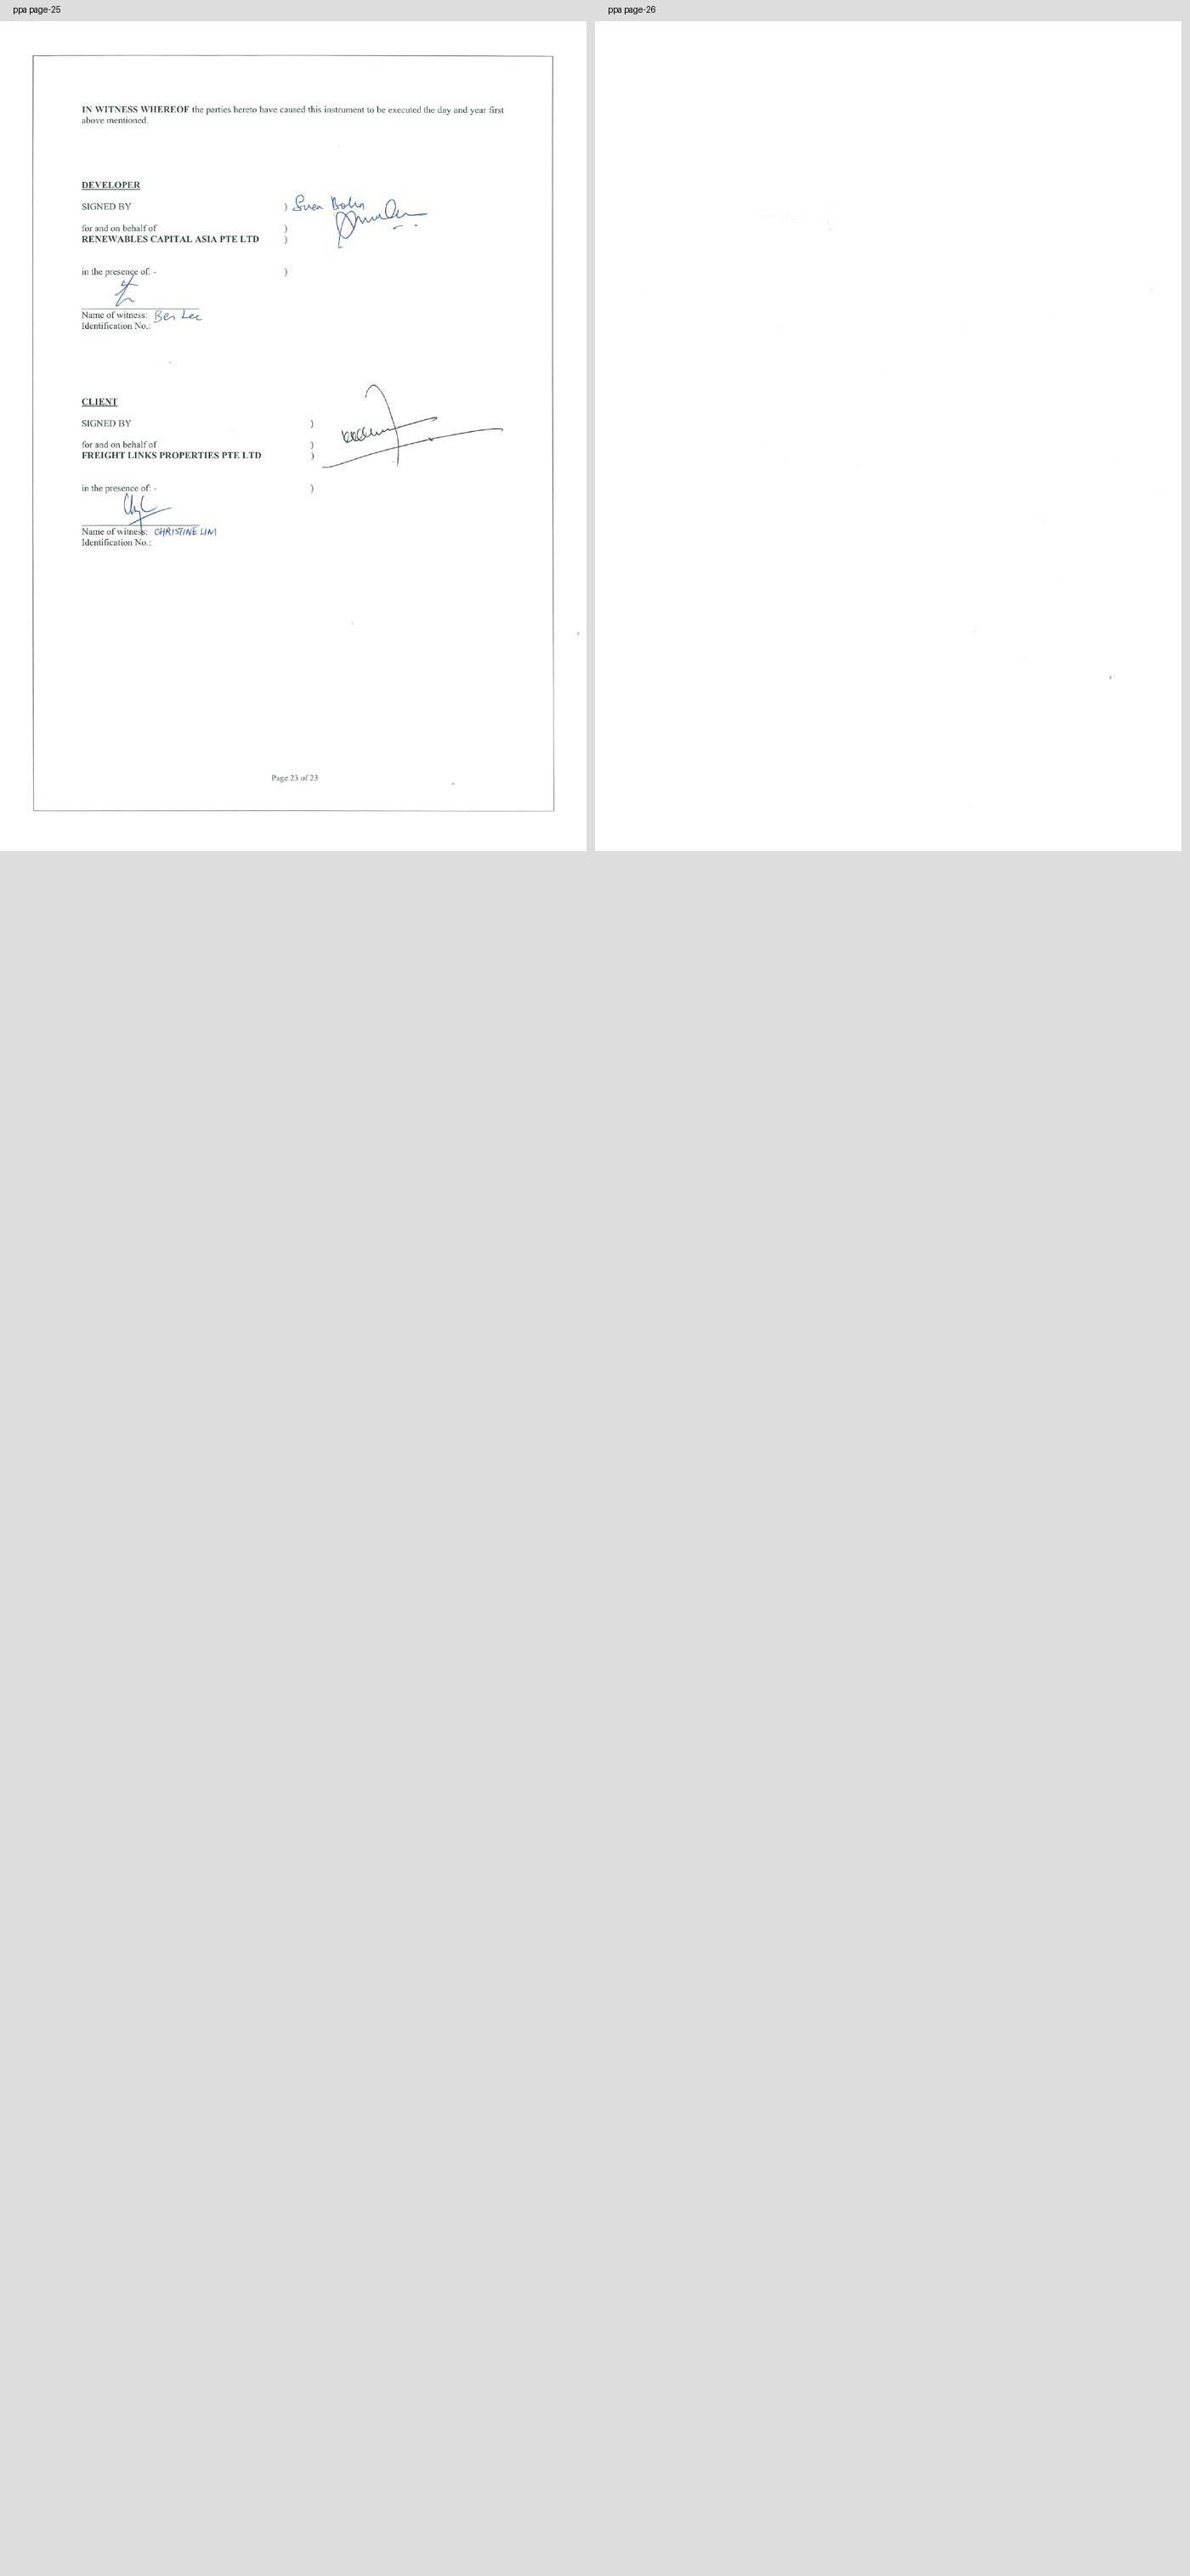 ppa page-25
ppa page-26
IN WITNESS WHEREOF the parties hereto have caused this instrument to be executed the day and year first
above mentioned.
DEVELOPER
SIGNED BY )
for and on behalf of )
RENEWABLES CAPITAL ASIA PTE LTD )
in the presence of: - )
Name of witness: Ben Lee
Identification No.:
CLIENT
SIGNED BY )
for and on behalf of )
FREIGHT LINKS PROPERTIES PTE LTD )
in the presence of: - )
Name of witness: CHRISTINE LIM
Identification No.:
Page 23 of 23